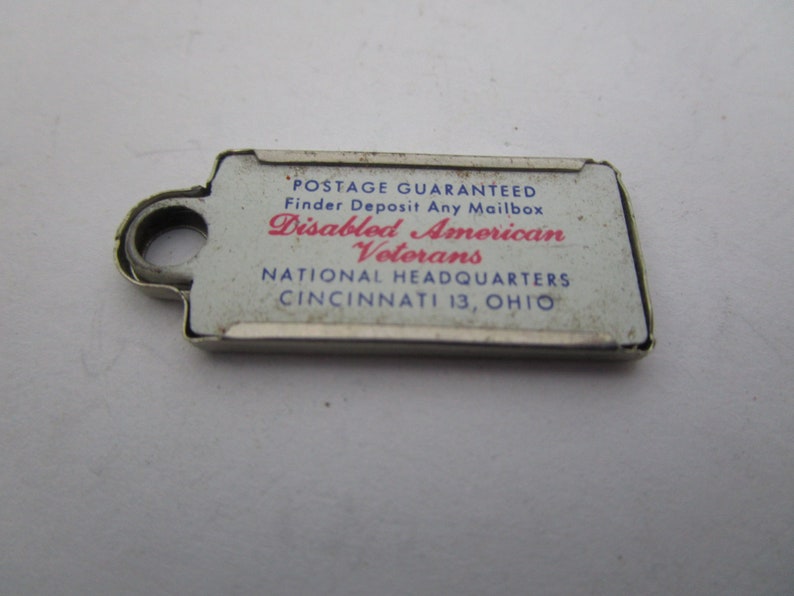 POSTAGE GUARANTEED
Finder Deposit Any Mailbox
Disabled American
Veterans
NATIONAL HEADQUARTERS
CINCINNATI 13, OHIO